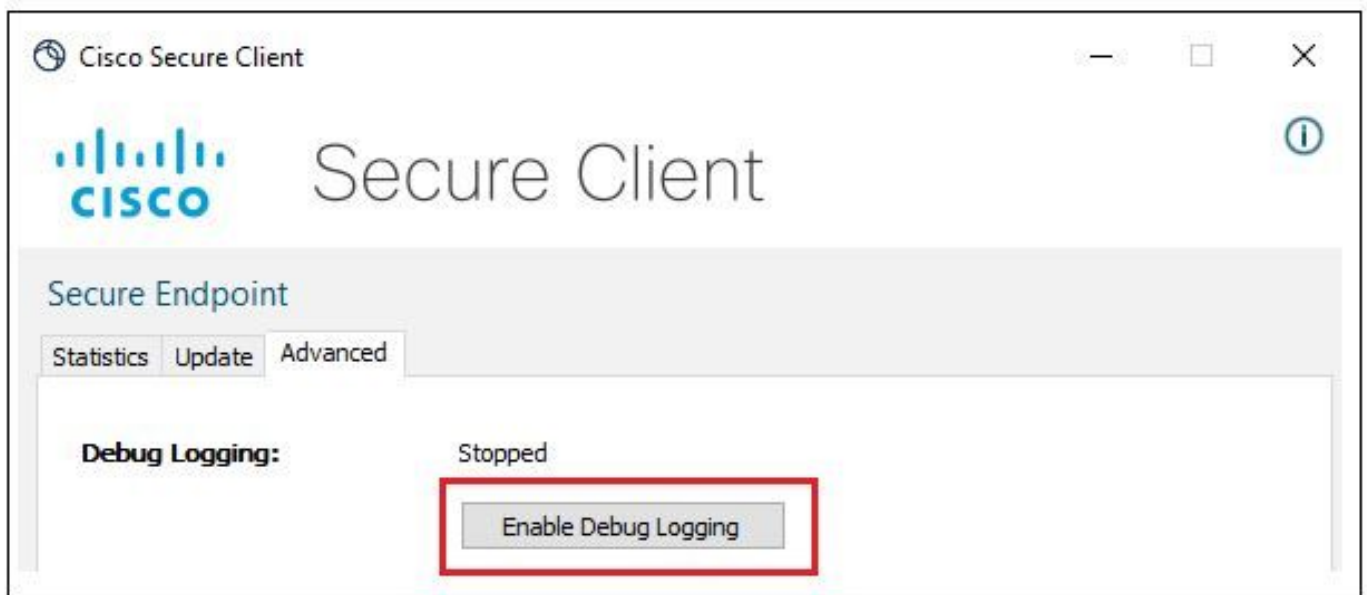 Cisco Secure Client
CISCO Secure Client
Secure Endpoint
Statistics Update Advanced
Debug Logging: Stopped
Enable Debug Logging